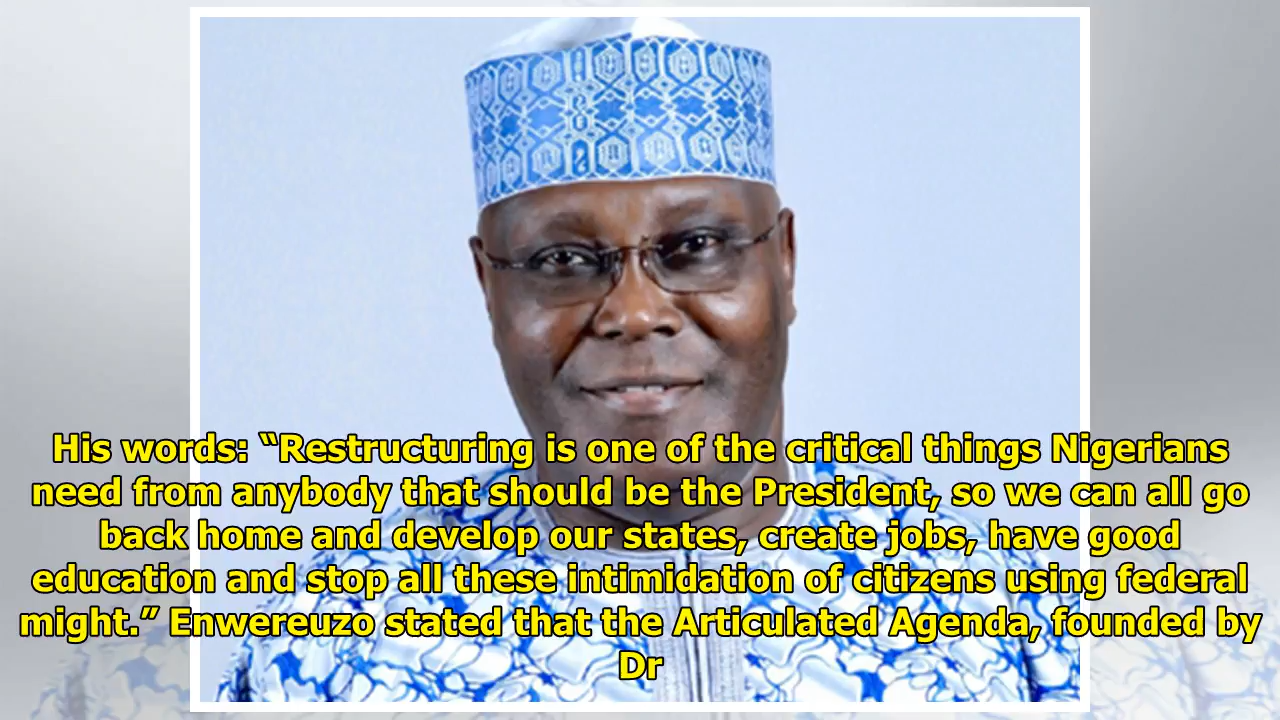 His words: “Restructuring is one of the critical things Nigerians
need from anybody that should be the President, so we can all go
back home and develop our states, create jobs, have good
education and stop all these intimidation of citizens using federal
might.” Enwereuzo stated that the Articulated Agenda, founded by
Dr